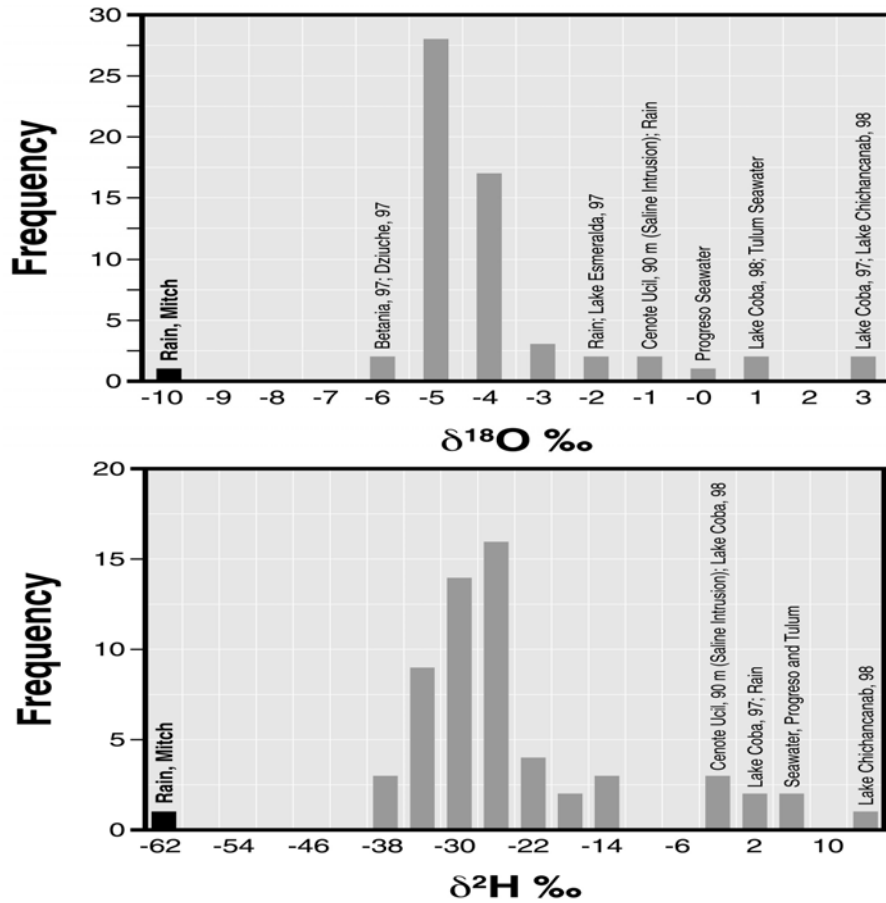 30
25
20
15
10
5
0
Frequency
Rain, Mitch
Betania, 97; Dziuche, 97
Rain; Lake Esmeralda, 97
Cenote Ucil, 90 m (Saline Intrusion); Rain
Progreso Seawater
Lake Coba, 98; Tulum Seawater
Lake Coba, 97; Lake Chichancanab, 98
-10 -9 -8 -7 -6 -5 -4 -3 -2 -1 -0 1 2 3
δ¹⁸O ‰
20
15
10
5
0
Frequency
Rain, Mitch
Cenote Ucil, 90 m (Saline Intrusion); Lake Coba, 98
Lake Coba, 97; Rain
Seawater, Progreso and Tulum
Lake Chichancanab, 98
-62 -54 -46 -38 -30 -22 -14 -6 2 10
δ²H ‰